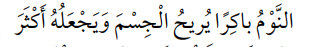 النَّوْمُ بَاكِرًا يُرِيحُ الْجِسْمَ وَيَجْعَلُهُ أَكْثَرَ